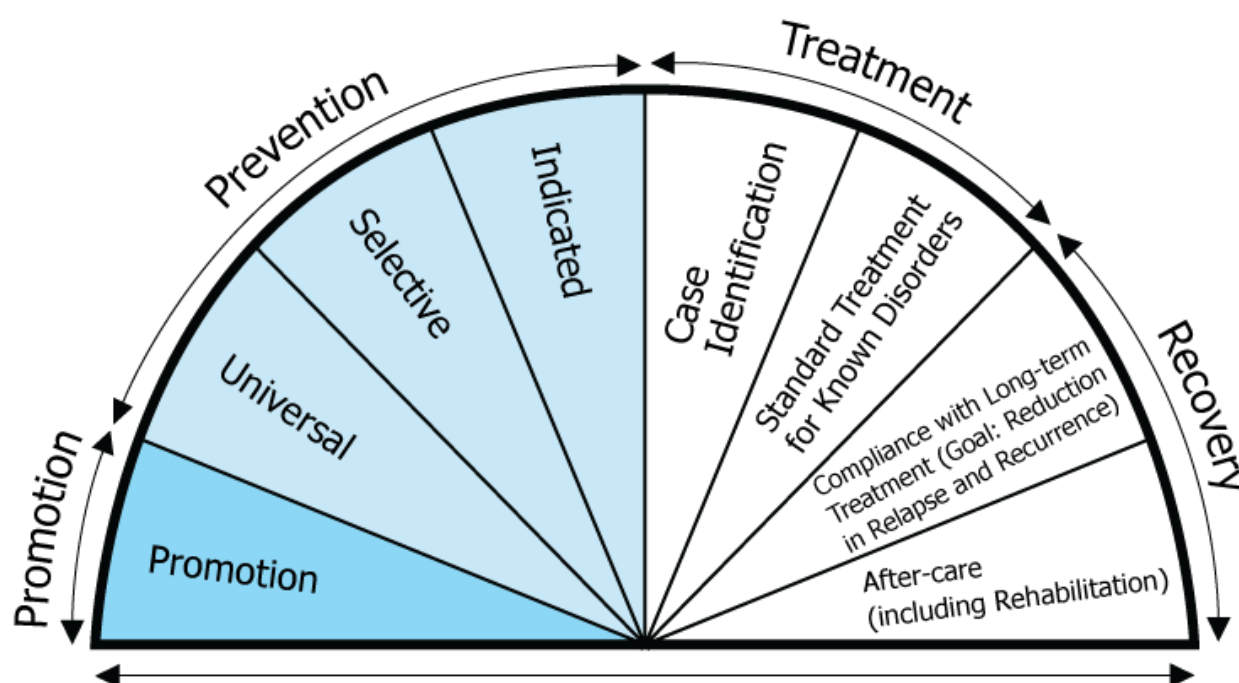 Promotion
Prevention
Treatment
Recovery
Promotion
Universal
Selective
Indicated
Case
Identification
Standard Treatment
for Known Disorders
Compliance with Long-term
Treatment (Goal: Reduction
in Relapse and Recurrence)
After-care
(including Rehabilitation)